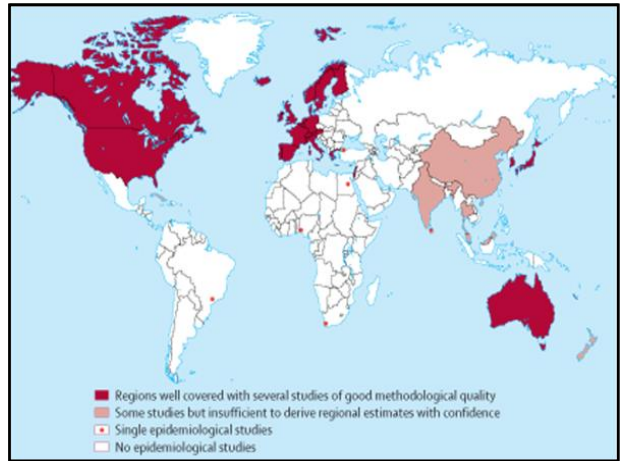 Regions well covered with several studies of good methodological quality
Some studies but insufficient to derive regional estimates with confidence
Single epidemiological studies
No epidemiological studies